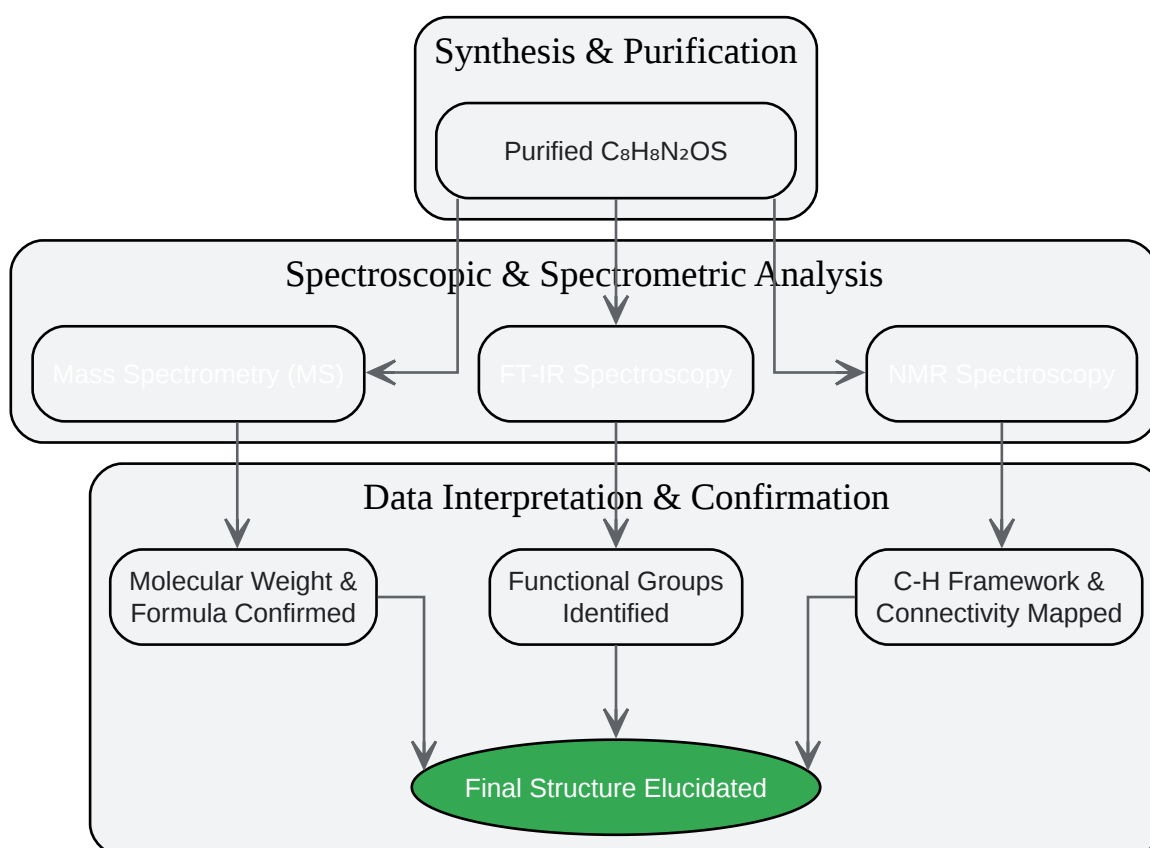 Synthesis & Purification
Purified C₈H₈N₂OS
Spectroscopic & Spectrometric Analysis
Mass Spectrometry (MS)
FT-IR Spectroscopy
NMR Spectroscopy
Data Interpretation & Confirmation
Molecular Weight &
Formula Confirmed
Functional Groups
Identified
C-H Framework &
Connectivity Mapped
Final Structure Elucidated